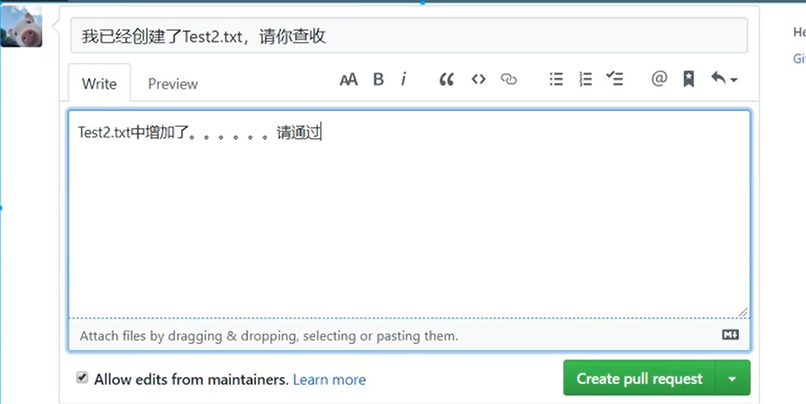 我已经创建了Test2.txt，请你查收
He
Write
Preview
AA B i
Gi
Test2.txt中增加了。。。。。。请通过
Attach files by dragging & dropping, selecting or pasting them.
Allow edits from maintainers. Learn more
Create pull request